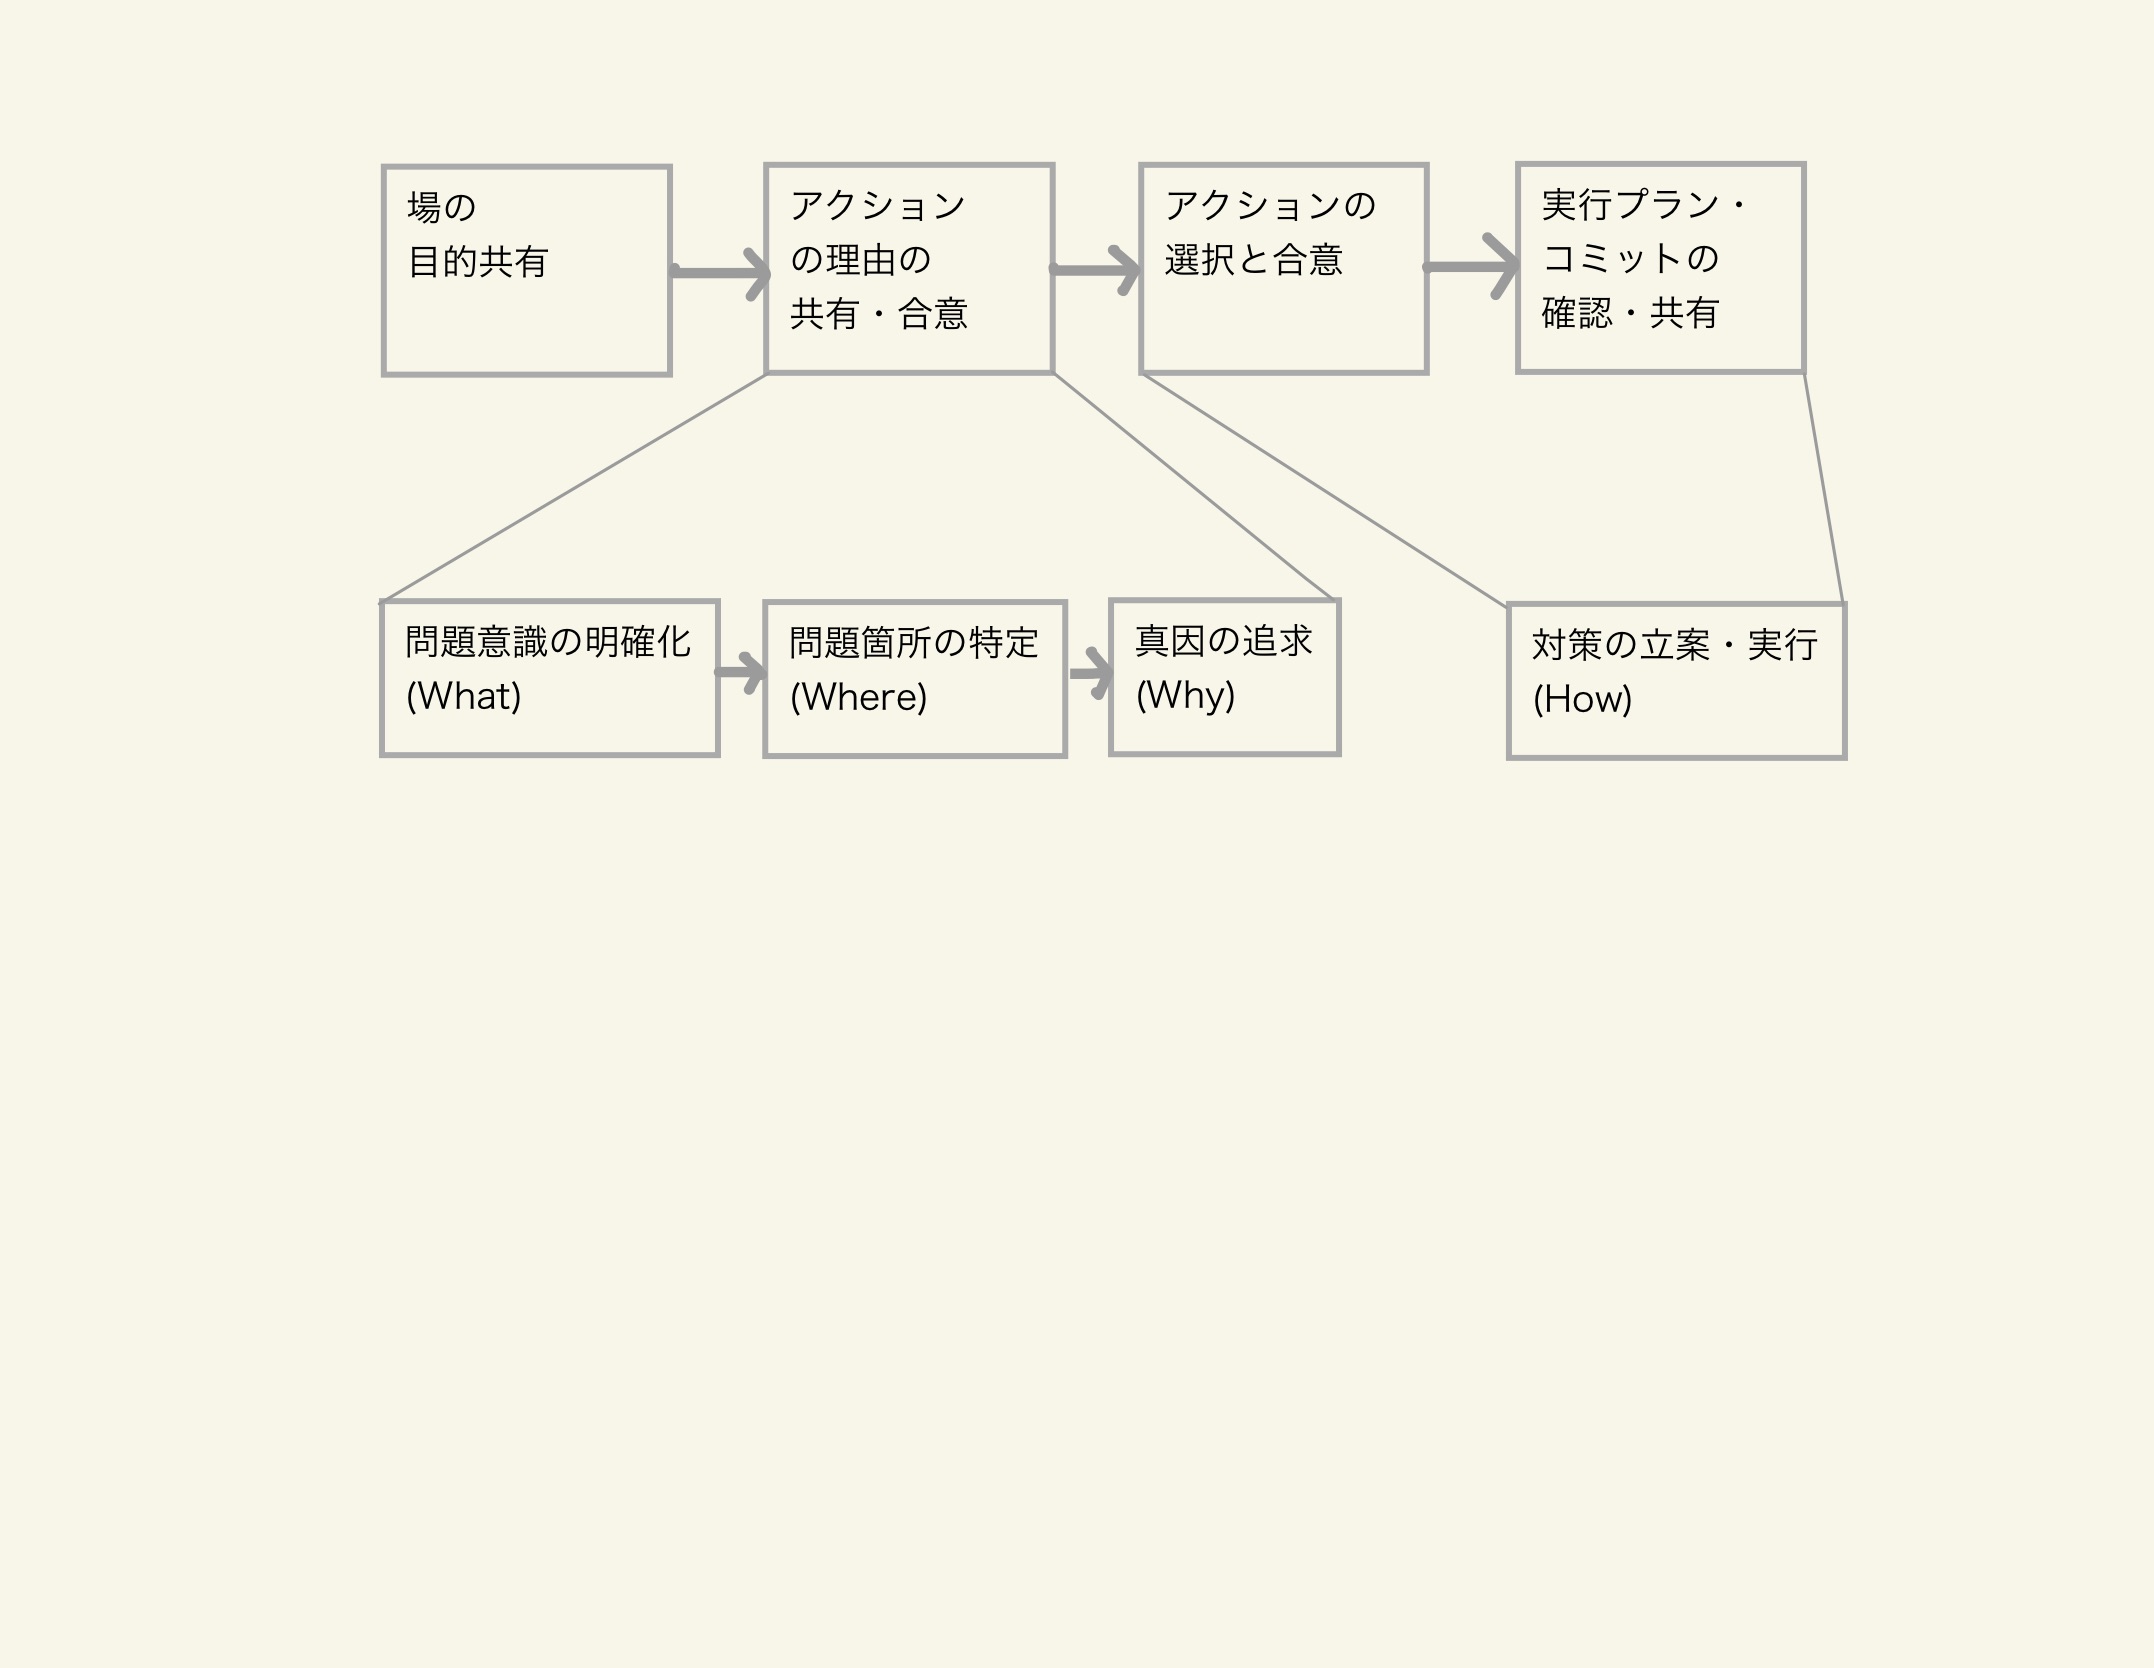 場の
目的共有
アクション
の理由の
共有・合意
アクションの
選択と合意
実行プラン・
コミットの
確認・共有
問題意識の明確化
(What)
問題箇所の特定
(Where)
真因の追求
(Why)
対策の立案・実行
(How)